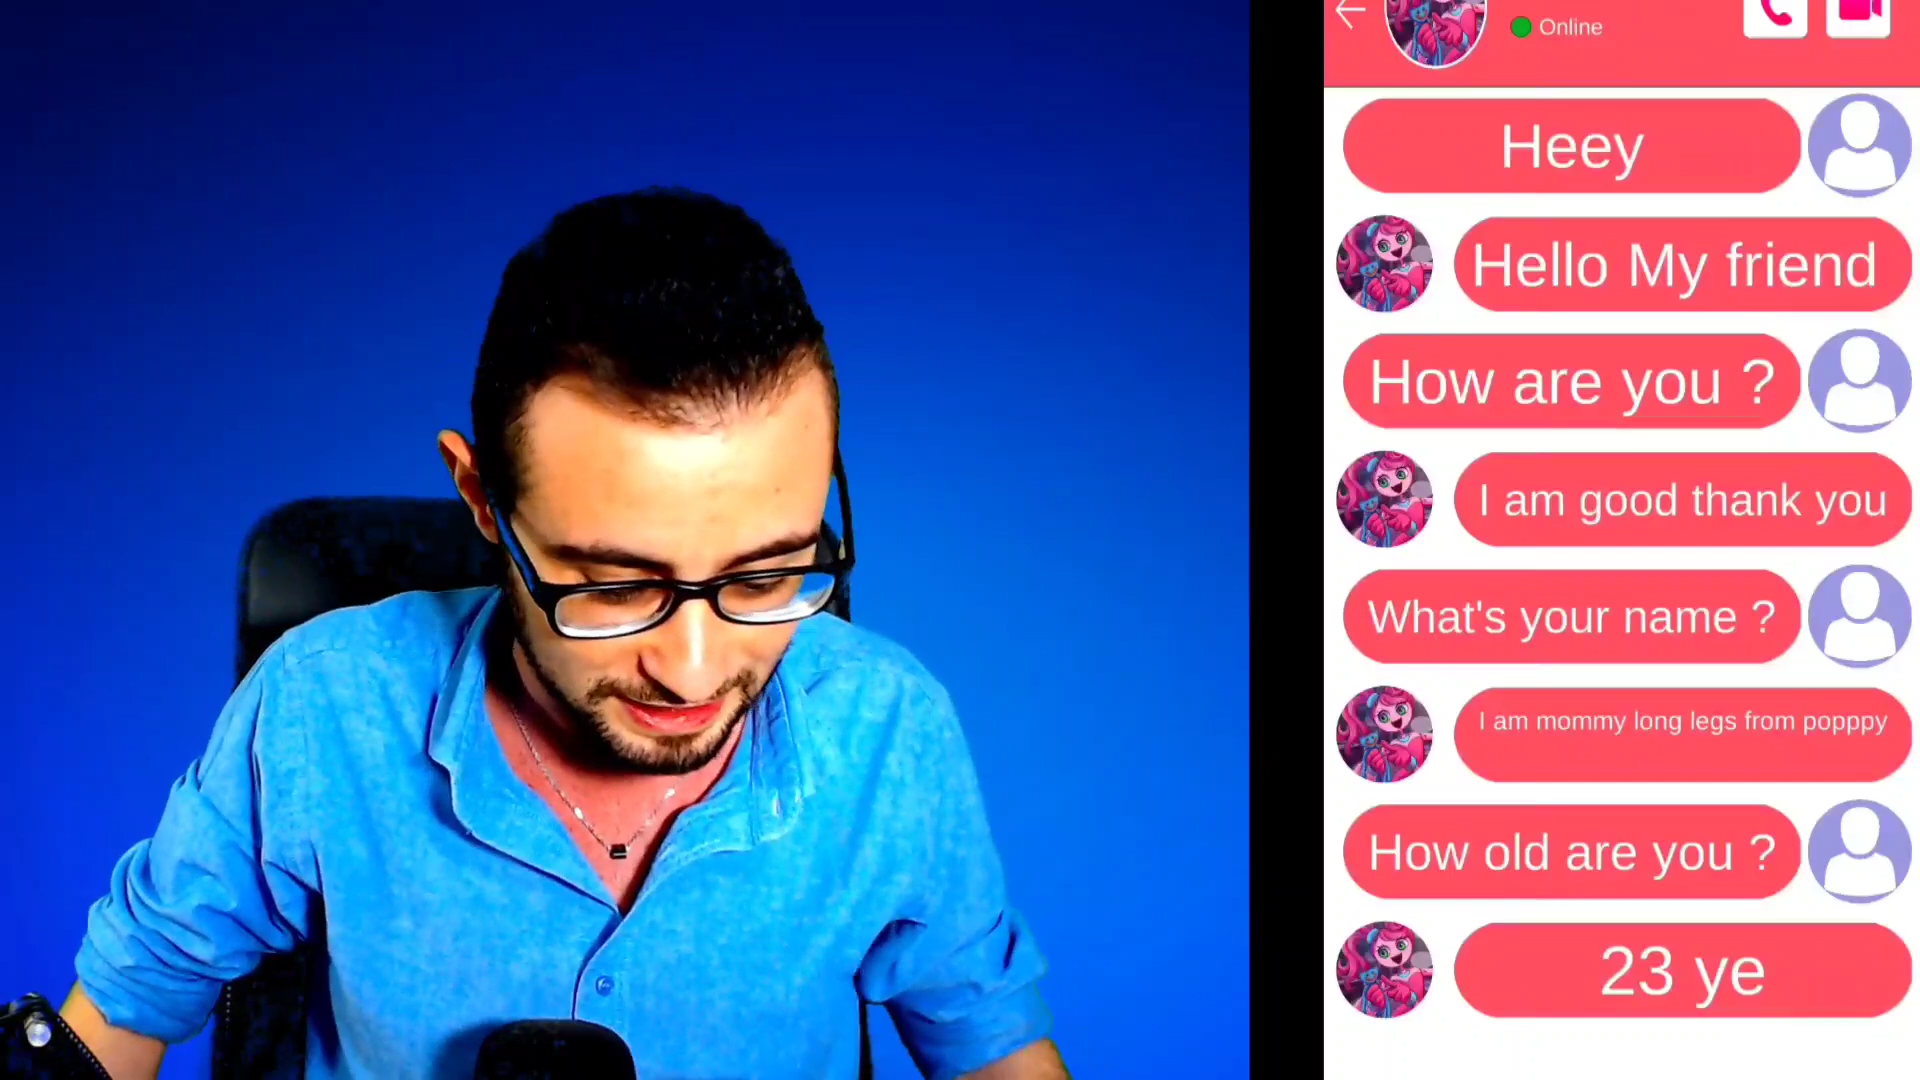 Online
Heey
Hello My friend
How are you ?
I am good thank you
What's your name ?
I am mommy long legs from popppy
How old are you ?
23 ye